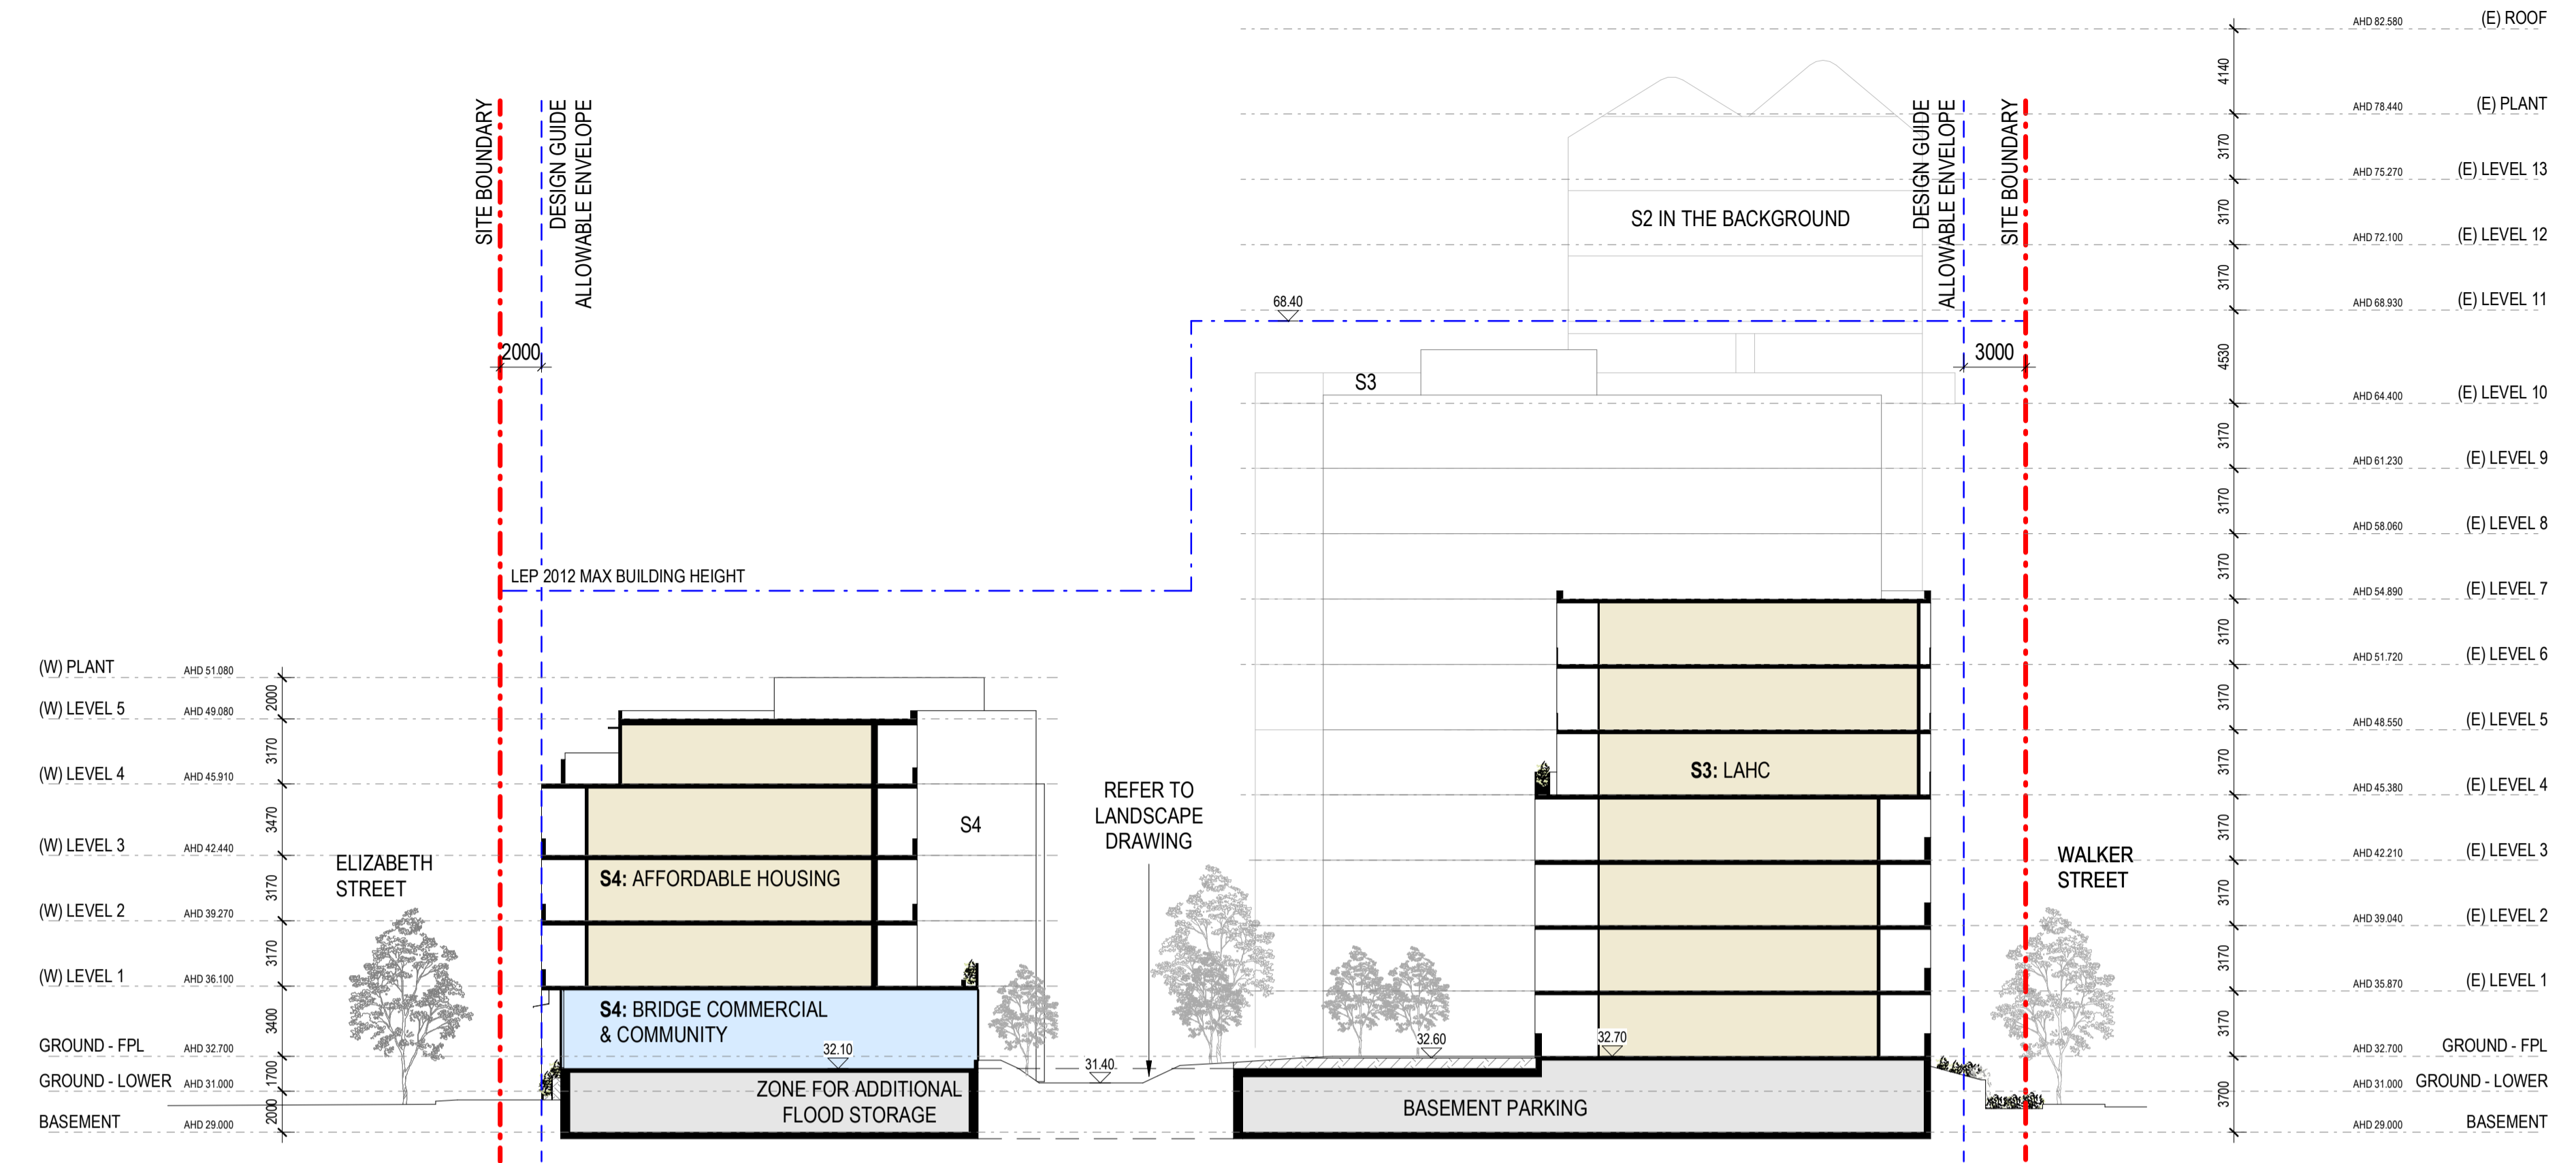 AHD 82.580 (E) ROOF
4140
AHD 78.440 (E) PLANT
3170
AHD 75.270 (E) LEVEL 13
3170
AHD 72.100 (E) LEVEL 12
3170
AHD 68.930 (E) LEVEL 11
4530
AHD 64.400 (E) LEVEL 10
3170
AHD 61.230 (E) LEVEL 9
3170
AHD 58.060 (E) LEVEL 8
3170
AHD 54.890 (E) LEVEL 7
3170
AHD 51.720 (E) LEVEL 6
3170
AHD 48.550 (E) LEVEL 5
3170
AHD 45.380 (E) LEVEL 4
3170
AHD 42.210 (E) LEVEL 3
3170
AHD 39.040 (E) LEVEL 2
3170
AHD 35.870 (E) LEVEL 1
3170
AHD 32.700 GROUND - FPL
AHD 31.000 GROUND - LOWER
3700
AHD 29.000 BASEMENT
SITE BOUNDARY
DESIGN GUIDE
ALLOWABLE ENVELOPE
2000
S2 IN THE BACKGROUND
DESIGN GUIDE
ALLOWABLE ENVELOPE
SITE BOUNDARY
3000
68.40
S3
LEP 2012 MAX BUILDING HEIGHT
(W) PLANT AHD 51.080
2000
(W) LEVEL 5 AHD 49.080
3170
(W) LEVEL 4 AHD 45.910
3470
(W) LEVEL 3 AHD 42.440
3170
(W) LEVEL 2 AHD 39.270
3170
(W) LEVEL 1 AHD 36.100
3400
GROUND - FPL AHD 32.700
1700
GROUND - LOWER AHD 31.000
2000
BASEMENT AHD 29.000
ELIZABETH
STREET
S4: AFFORDABLE HOUSING
S4
S4: BRIDGE COMMERCIAL
& COMMUNITY
32.10
ZONE FOR ADDITIONAL
FLOOD STORAGE
REFER TO
LANDSCAPE
DRAWING
31.40
S3: LAHC
32.60
32.70
BASEMENT PARKING
WALKER
STREET